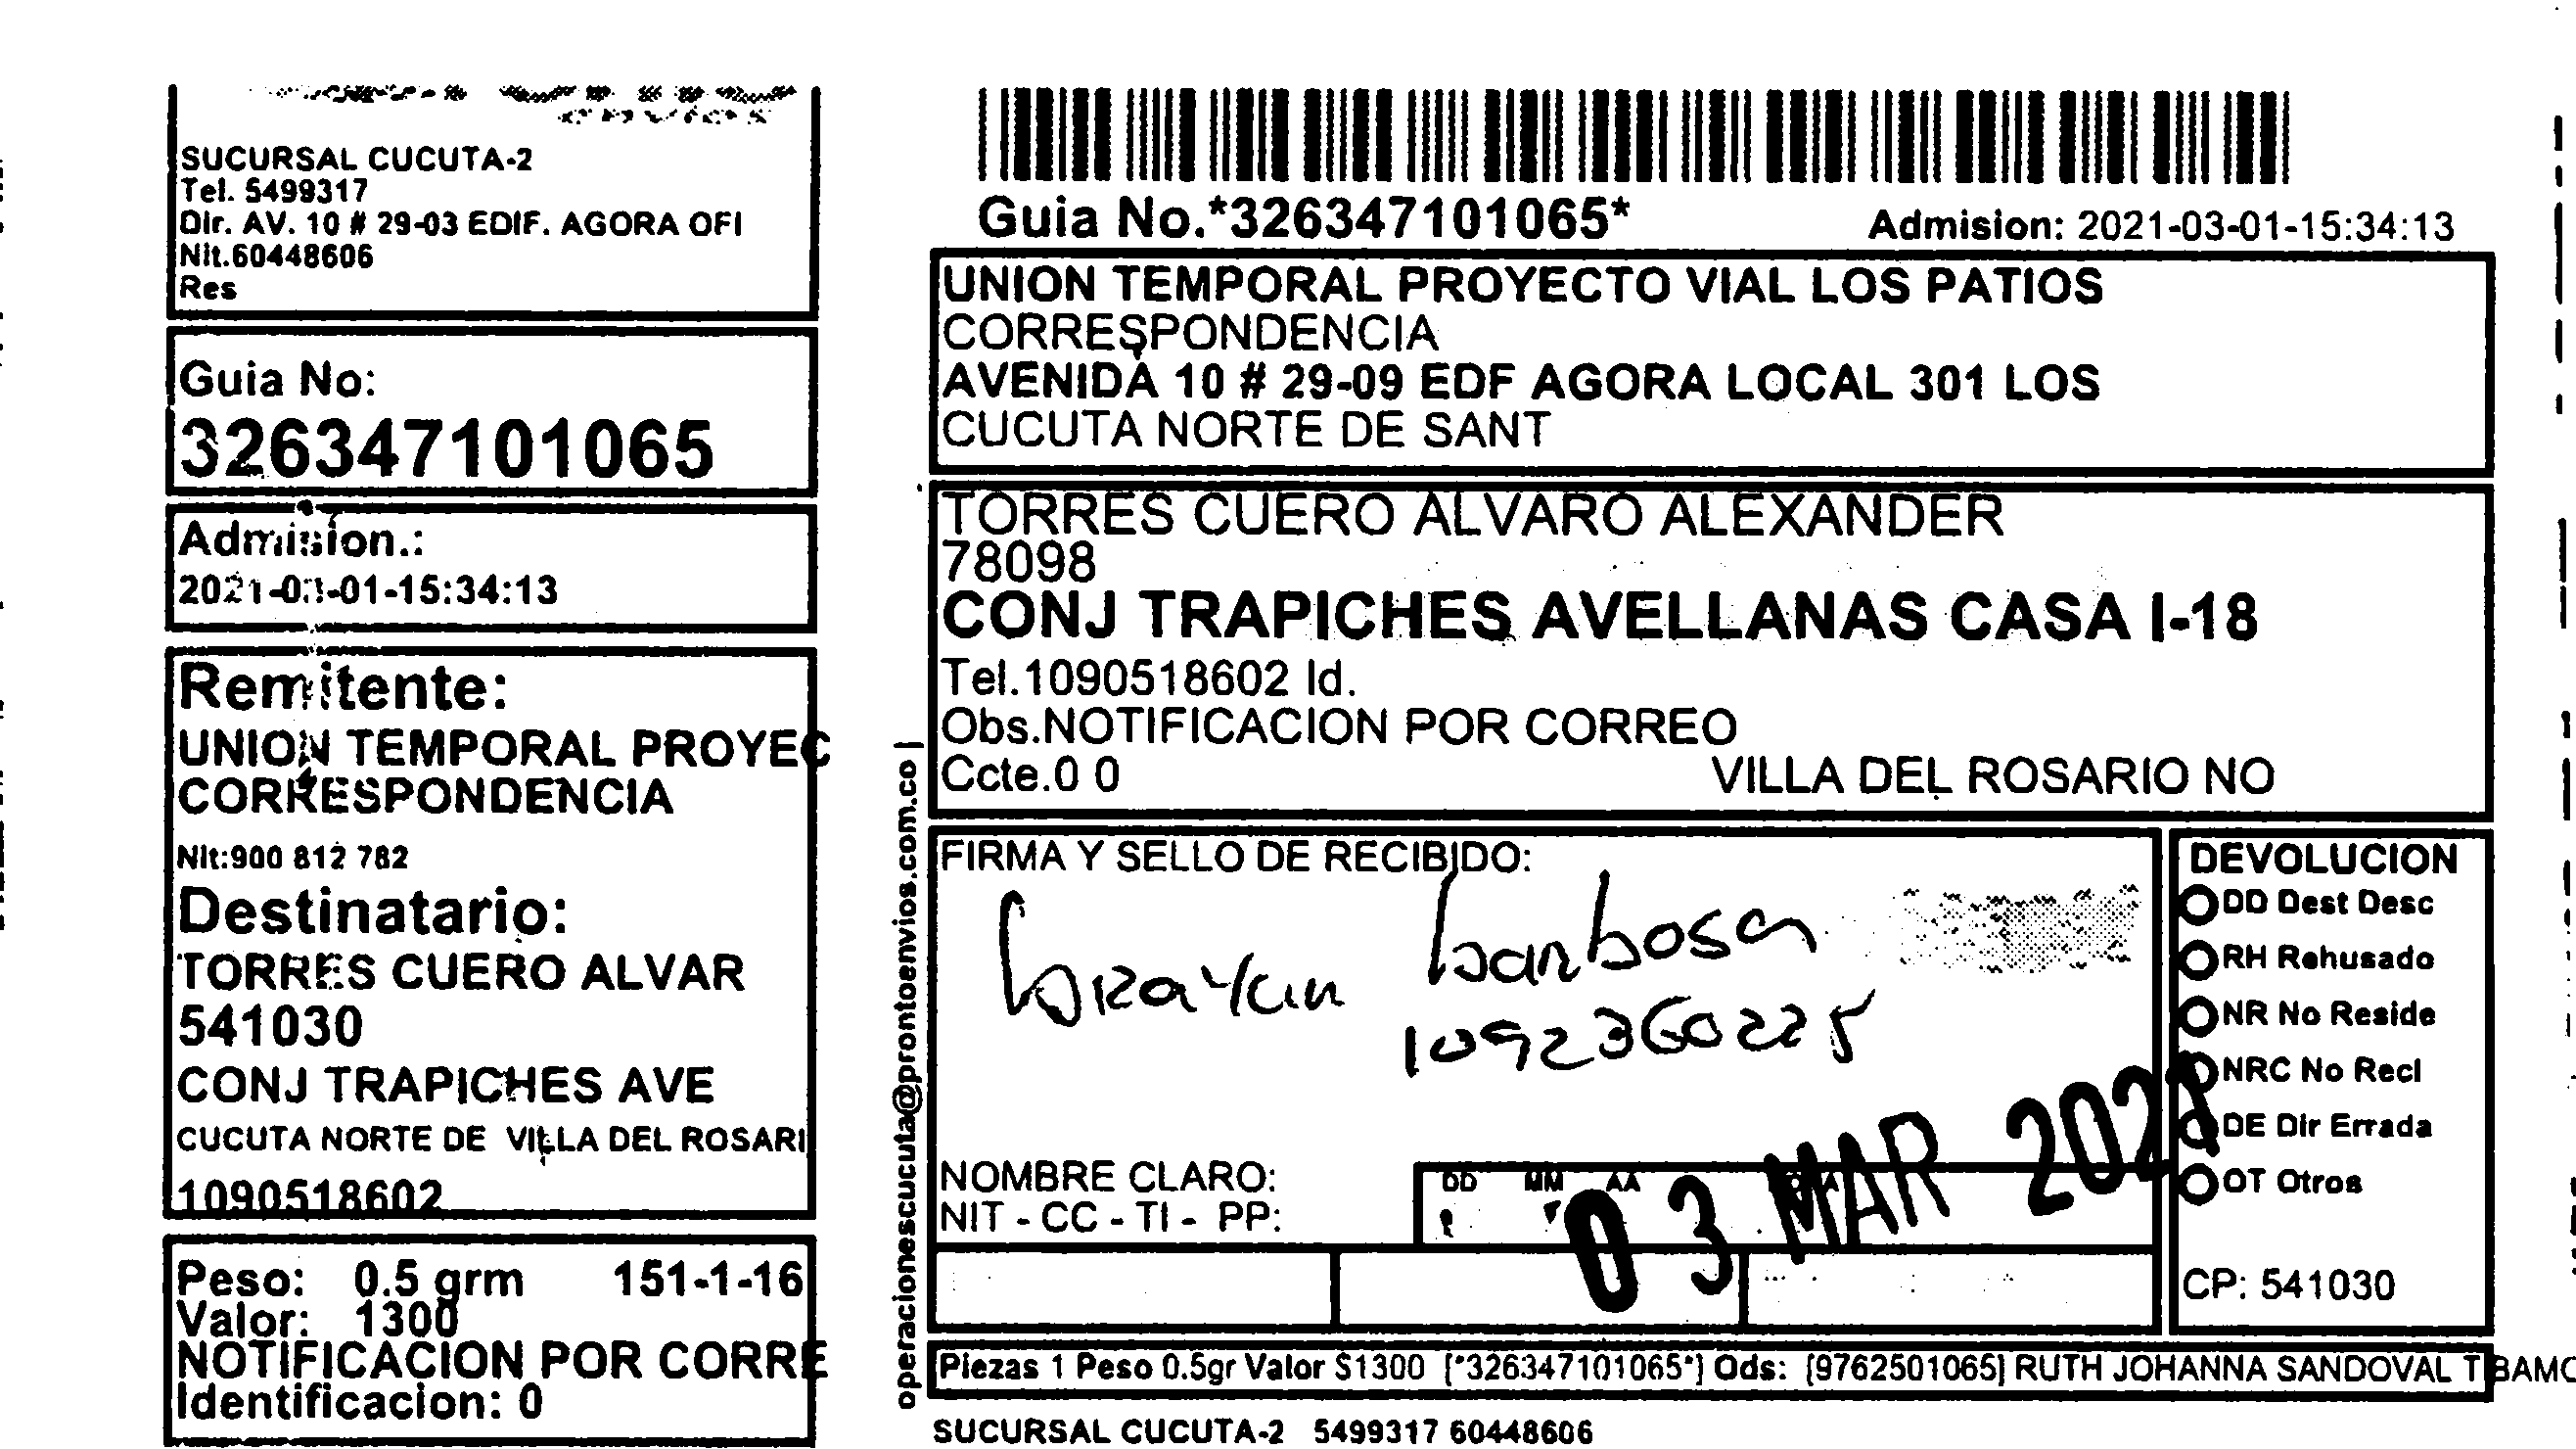 SUCURSAL CUCUTA-2
Tel. 5499317
Dir. AV. 10 # 29-03 EDIF. AGORA OFI
Nit.60448606
Res
Guia No:
326347101065
Admision.:
2021-03-01-15:34:13
Remitente:
UNION TEMPORAL PROYEC
CORRESPONDENCIA
Nit:900 812 782
Destinatario:
TORRES CUERO ALVAR
541030
CONJ TRAPICHES AVE
CUCUTA NORTE DE VILLA DEL ROSARI
1090518602
Peso: 0.5 grm 151-1-16
Valor: 1300
NOTIFICACION POR CORRE
Identificacion: 0
operacionescucuta@prontoenvios.com.co |
Guia No.*326347101065*
Admision: 2021-03-01-15:34:13
UNION TEMPORAL PROYECTO VIAL LOS PATIOS
CORRESPONDENCIA
AVENIDA 10 # 29-09 EDF AGORA LOCAL 301 LOS
CUCUTA NORTE DE SANT
TORRES CUERO ALVARO ALEXANDER
78098
CONJ TRAPICHES AVELLANAS CASA I-18
Tel.1090518602 Id.
Obs.NOTIFICACION POR CORREO
Ccte.0 0 VILLA DEL ROSARIO NO
FIRMA Y SELLO DE RECIBIDO:
brayan barbosa
1092360225
NOMBRE CLARO:
NIT - CC - TI - PP:
DD MM AA
03 MAR 2021
DEVOLUCION
DD Dest Desc
RH Rehusado
NR No Reside
NRC No Recl
DE Dir Errada
OT Otros
CP: 541030
Piezas 1 Peso 0.5gr Valor $1300 [*326347101065*] Ods: [9762501065] RUTH JOHANNA SANDOVAL TIBAMO
SUCURSAL CUCUTA-2 5499317 60448606